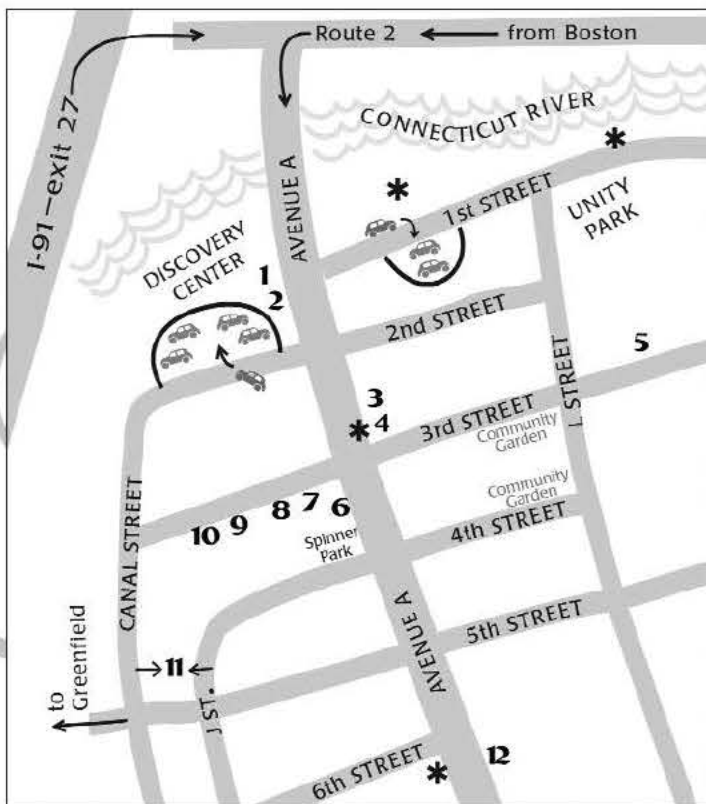 Route 2
from Boston
I-91—exit 27
CONNECTICUT RIVER
*
AVENUE A
*
1st STREET
UNITY
PARK
DISCOVERY
CENTER
1
2
2nd STREET
L STREET
5
3
* 4
3rd STREET
Community
Garden
Community
Garden
CANAL STREET
10 9 8 7 6
Spinner
Park
4th STREET
AVENUE A
5th STREET
to
Greenfield
11
J ST.
12
*
6th STREET